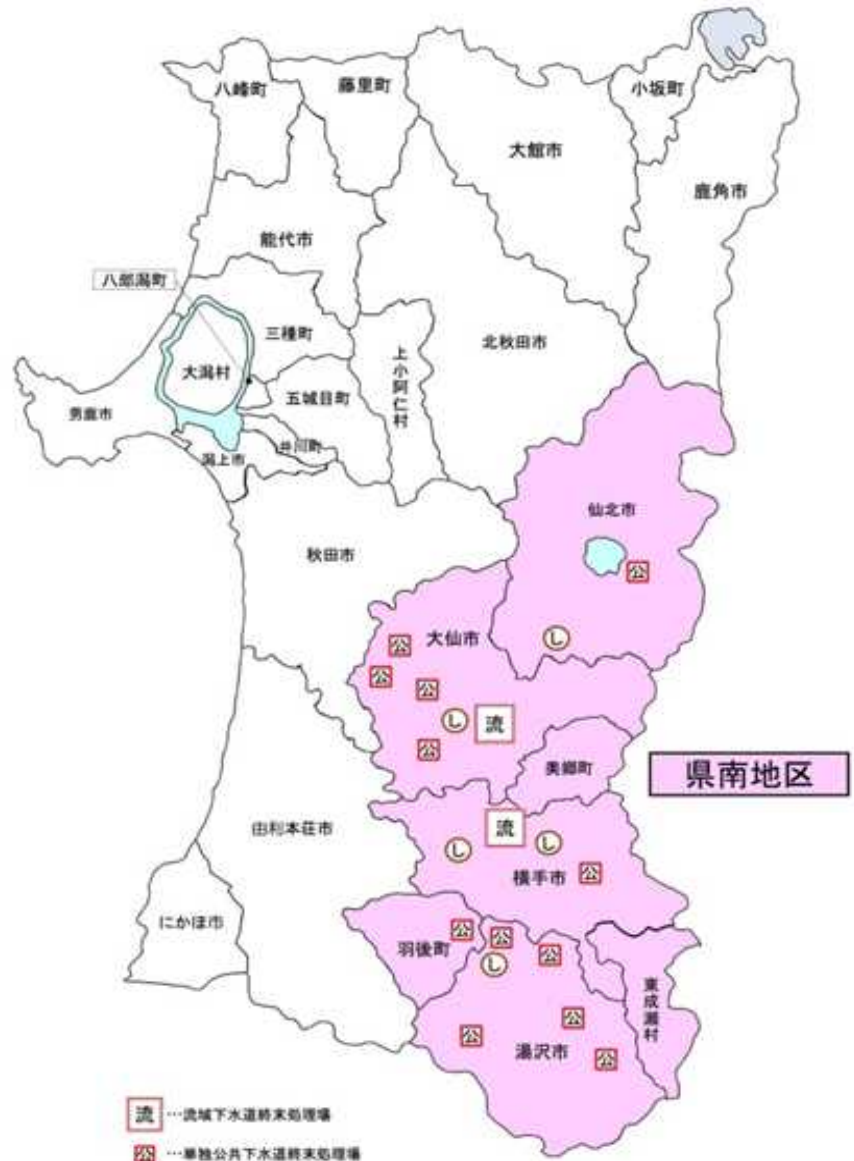 八峰町
藤里町
小坂町
大館市
鹿角市
能代市
八郎潟町
三種町
北秋田市
大潟村
上小阿仁村
五城目町
男鹿市
井川町
潟上市
仙北市
秋田市
公
し
大仙市
公
公
公
し
流
公
美郷町
県南地区
流
由利本荘市
し
し
横手市
公
にかほ市
公
公
羽後町
公
し
東成瀬村
公
公
湯沢市
公
流 …流域下水道終末処理場
公 …単独公共下水道終末処理場